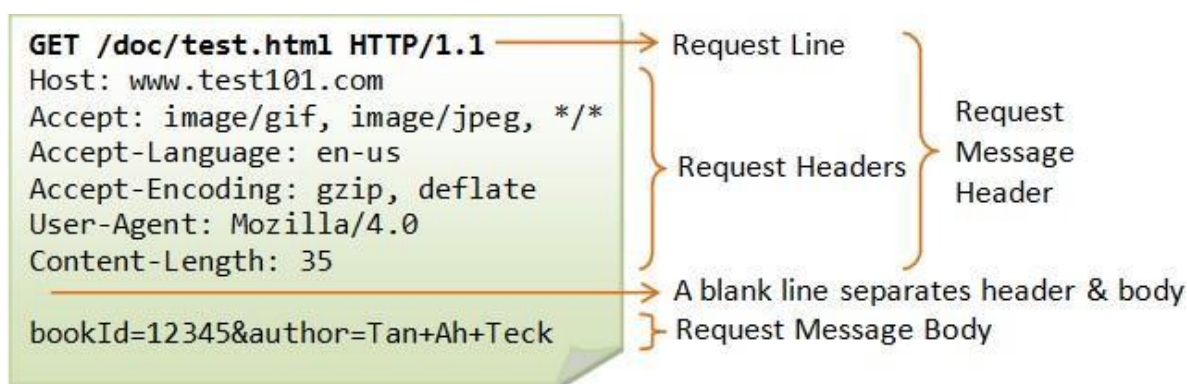 GET /doc/test.html HTTP/1.1 Request Line
Host: www.test101.com
Accept: image/gif, image/jpeg, */*
Accept-Language: en-us
Accept-Encoding: gzip, deflate
User-Agent: Mozilla/4.0
Content-Length: 35
Request Headers
Request
Message
Header
A blank line separates header & body
bookId=12345&author=Tan+Ah+Teck Request Message Body